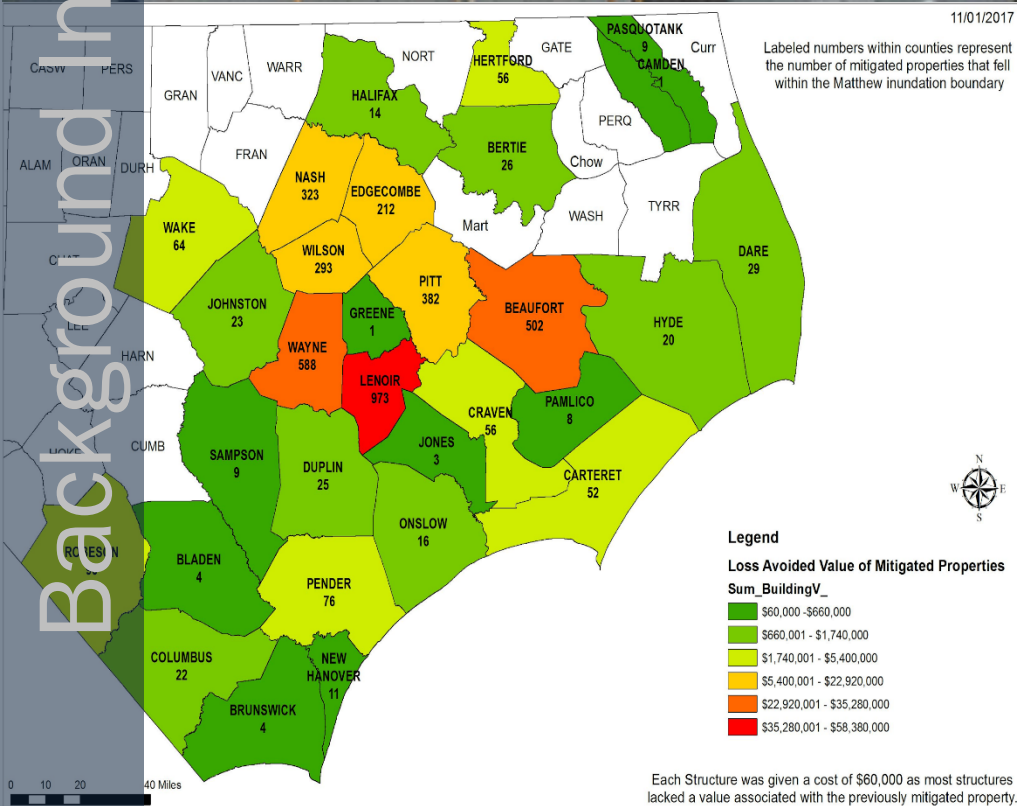 11/01/2017
Labeled numbers within counties represent
the number of mitigated properties that fell
within the Matthew inundation boundary
Background In
CASW
PERS
GRAN
VANC
WARR
NORT
HERTFORD
56
GATE
PASQUOTANK
9
CAMDEN
1
Curr
HALIFAX
14
BERTIE
26
PERQ
Chow
ALAM
ORAN
DURH
FRAN
NASH
323
EDGECOMBE
212
Mart
WASH
TYRR
WAKE
64
WILSON
293
PITT
382
DARE
29
JOHNSTON
23
GREENE
1
BEAUFORT
502
HYDE
20
LEE
HARN
WAYNE
588
LENOIR
973
CRAVEN
56
PAMLICO
8
CUMB
SAMPSON
9
DUPLIN
25
JONES
3
CARTERET
52
ONSLOW
16
ROBESON
BLADEN
4
PENDER
76
COLUMBUS
22
NEW
HANOVER
11
BRUNSWICK
4
N
W E
S
Legend
Loss Avoided Value of Mitigated Properties
Sum_BuildingV_
$60,000 -$660,000
$660,001 - $1,740,000
$1,740,001 - $5,400,000
$5,400,001 - $22,920,000
$22,920,001 - $35,280,000
$35,280,001 - $58,380,000
0 10 20 40 Miles
Each Structure was given a cost of $60,000 as most structures
lacked a value associated with the previously mitigated property.